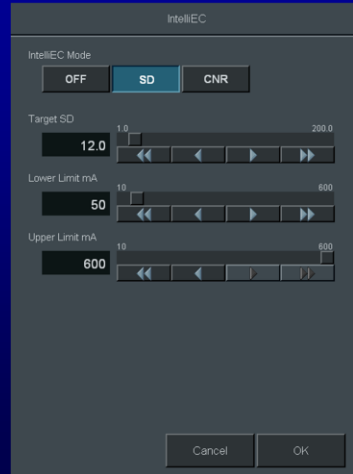 IntelliEC
IntelliEC Mode
OFF SD CNR
Target SD
1.0 200.0
12.0
Lower Limit mA
10 600
50
Upper Limit mA
10 600
600
Cancel OK